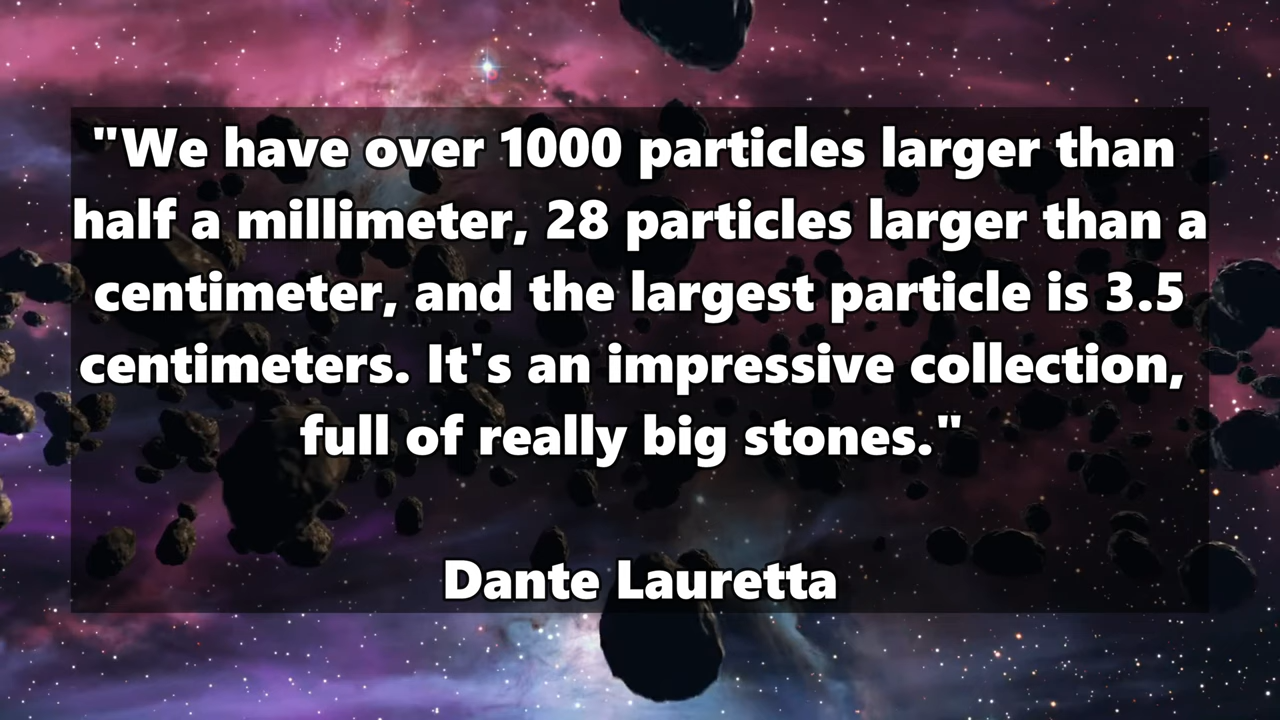 "We have over 1000 particles larger than
half a millimeter, 28 particles larger than a
centimeter, and the largest particle is 3.5
centimeters. It's an impressive collection,
full of really big stones."
Dante Lauretta